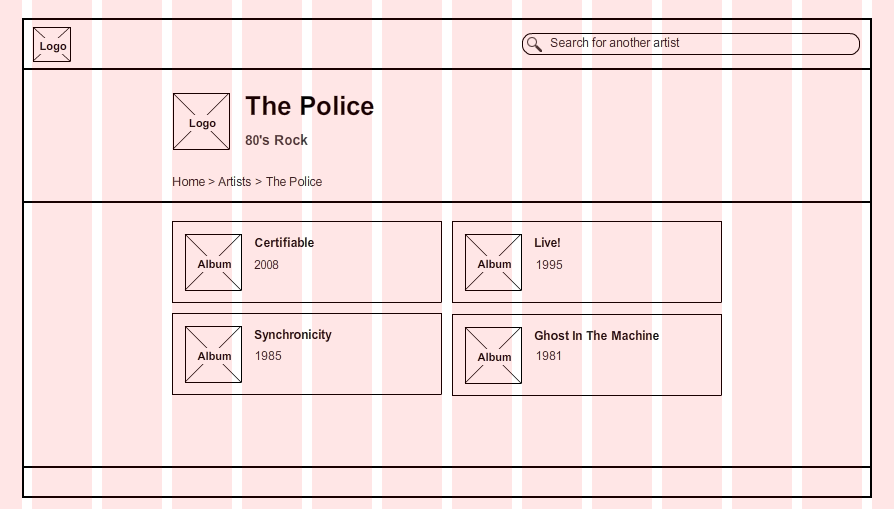 Logo
Search for another artist
Logo
The Police
80's Rock
Home > Artists > The Police
Album
Certifiable
2008
Album
Live!
1995
Album
Synchronicity
1985
Album
Ghost In The Machine
1981